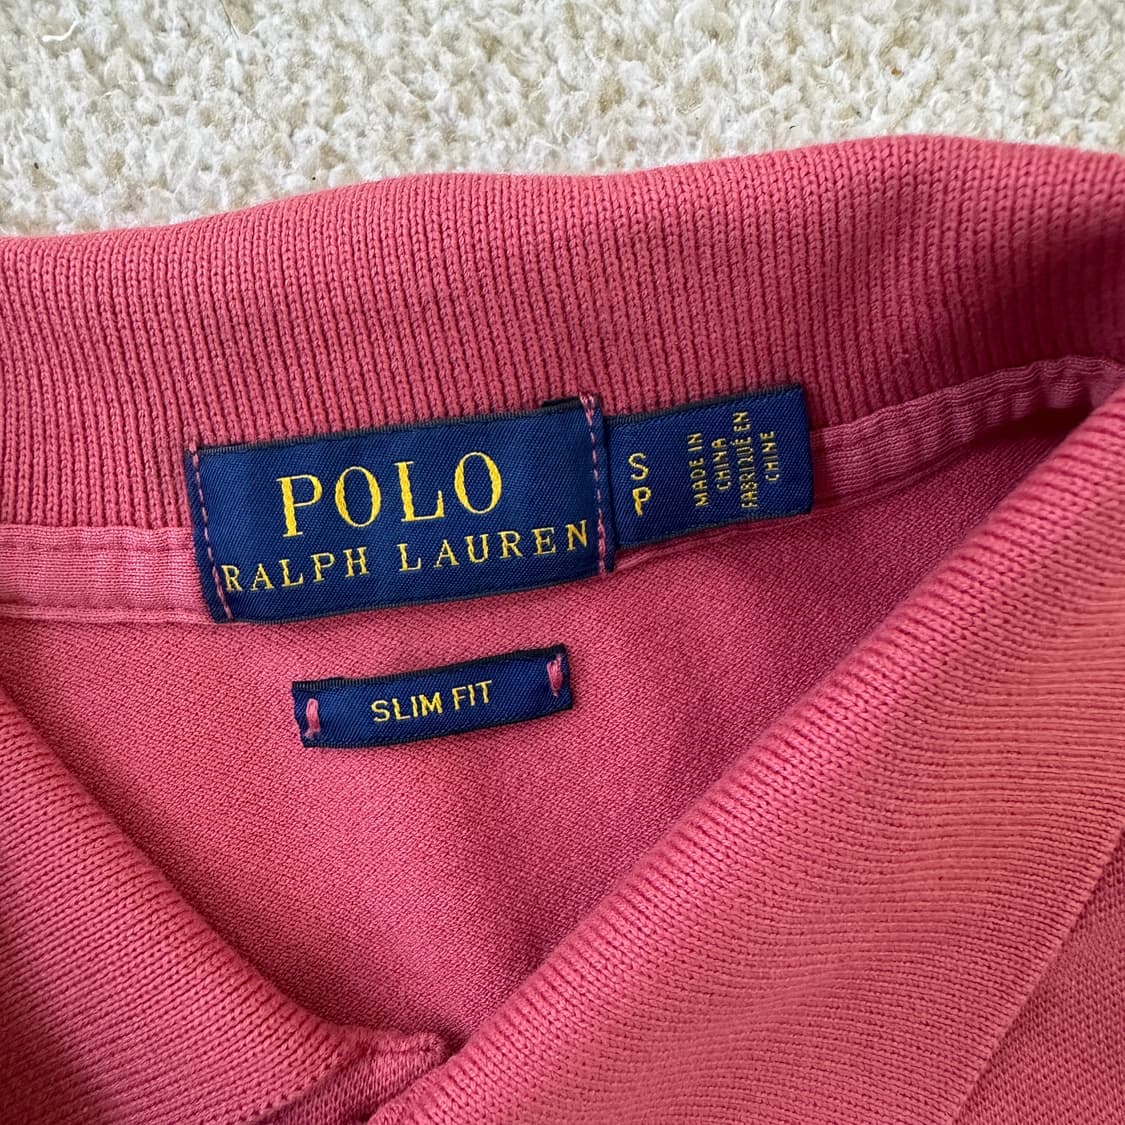 POLO
RALPH LAUREN
S
P
MADE IN
CHINA
FABRIQUÉ EN
CHINE
SLIM FIT